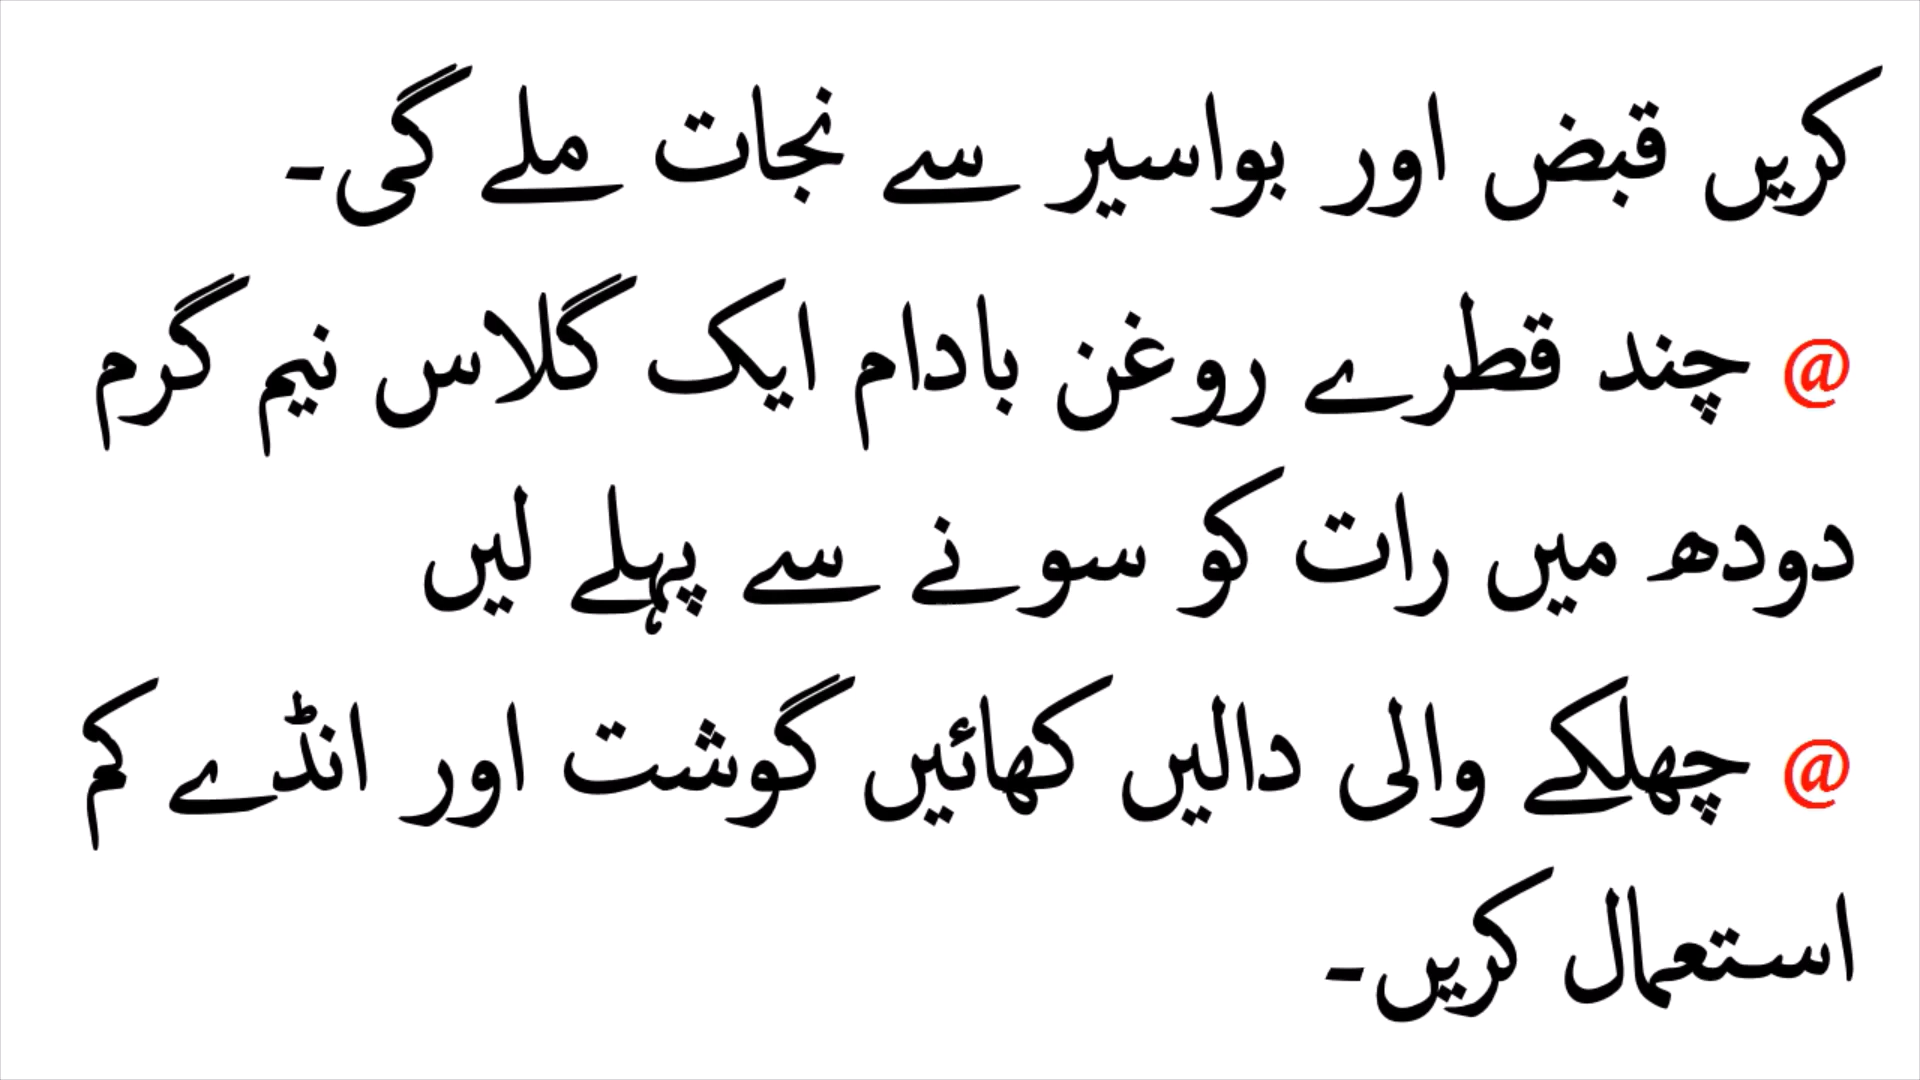 کریں قبض اور بواسیر سے نجات ملے گی۔
@ چند قطرے روغن بادام ایک گلاس نیم گرم
دودھ میں رات کو سونے سے پہلے لیں
@ چھلکے والی دالیں کھائیں گوشت اور انڈے کم
استعمال کریں۔